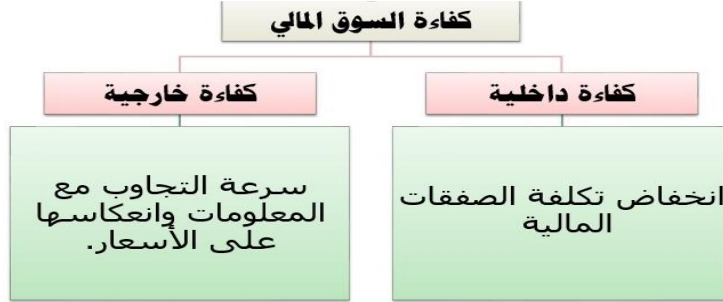 كفاءة السوق المالي
كفاءة داخلية
كفاءة خارجية
انخفاض تكلفة الصفقات
المالية
سرعة التجاوب مع
المعلومات وانعكاسها
على الأسعار.